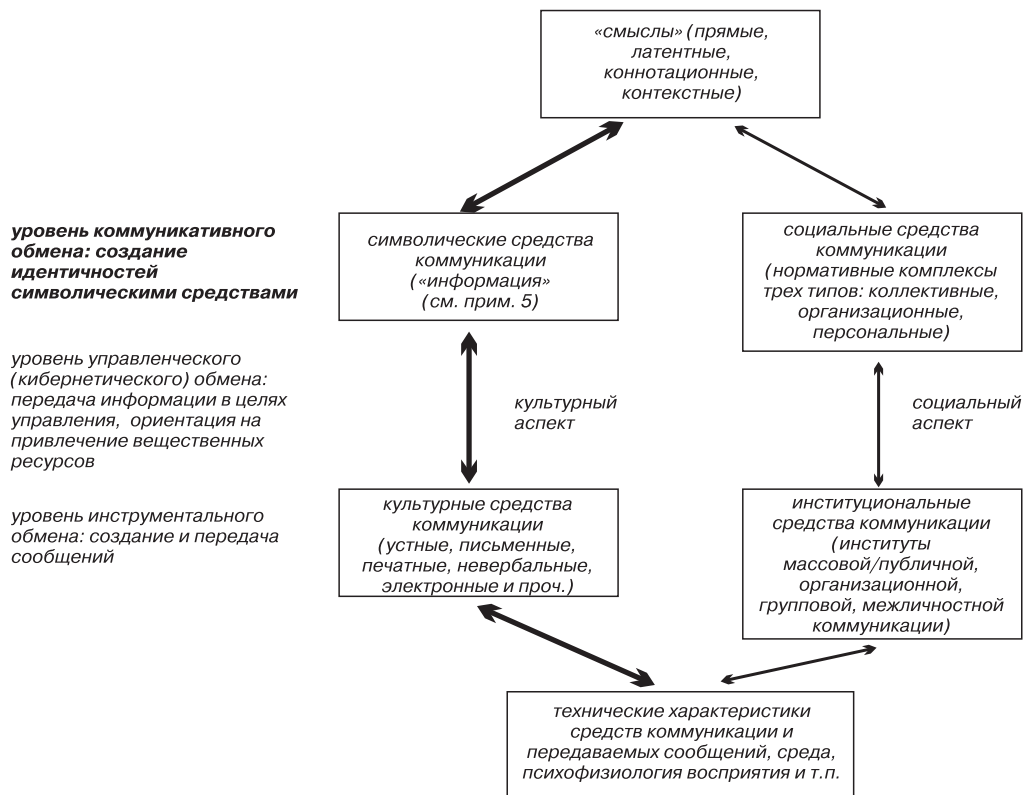 «смыслы» (прямые,
латентные,
коннотационные,
контекстные)
уровень коммуникативного
обмена: создание
идентичностей
символическими средствами
символические средства
коммуникации
(«информация»
(см. прим. 5)
социальные средства
коммуникации
(нормативные комплексы
трех типов: коллективные,
организационные,
персональные)
уровень управленческого
(кибернетического) обмена:
передача информации в целях
управления, ориентация на
привлечение вещественных
ресурсов
культурный
аспект
социальный
аспект
уровень инструментального
обмена: создание и передача
сообщений
культурные средства
коммуникации
(устные, письменные,
печатные, невербальные,
электронные и проч.)
институциональные
средства коммуникации
(институты
массовой/публичной,
организационной,
групповой, межличностной
коммуникации)
технические характеристики
средств коммуникации и
передаваемых сообщений, среда,
психофизиология восприятия и т.п.